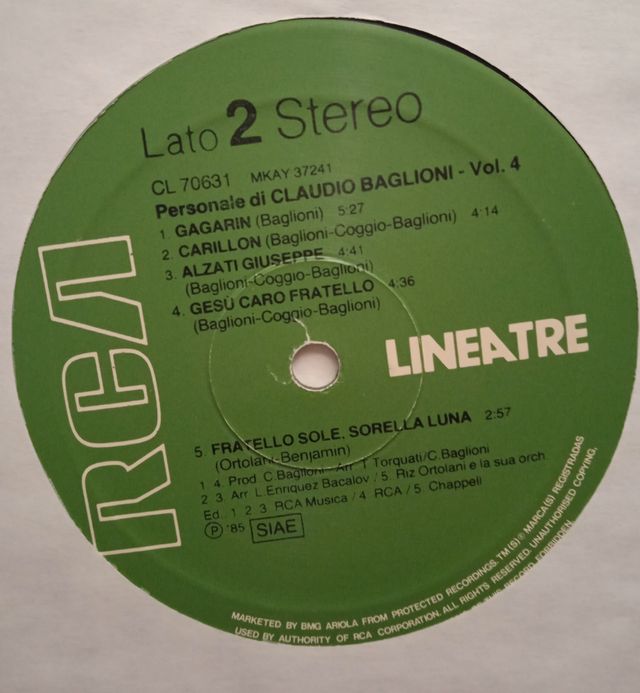 Lato 2 Stereo
CL 70631 MKAY 37241
Personale di CLAUDIO BAGLIONI - Vol. 4
1 GAGARIN (Baglioni) 5:27
2. CARILLON (Baglioni-Coggio-Baglioni) 4:14
3. ALZATI GIUSEPPE 4:41
(Baglioni-Coggio-Baglioni)
4. GESÙ CARO FRATELLO 4:36
(Baglioni-Coggio-Baglioni)
RCA
LINEATRE
5. FRATELLO SOLE, SORELLA LUNA 2:57
(Ortolani-Benjamin)
1 4. Prod C. Baglioni - Arr T Torquati/C. Baglioni
2 3. Arr L Enriquez Bacalov / 5. Riz Ortolani e la sua orch
Ed.. 1 2 3 RCA Musica / 4 RCA / 5 Chappell
Ⓟ '85 SIAE
MARKETED BY BMG ARIOLA FROM PROTECTED RECORDINGS. TM(S)® MARCA(S) REGISTRADAS
USED BY AUTHORITY OF RCA CORPORATION. ALL RIGHTS RESERVED. UNAUTHORISED COPYING,
THIS RECORD FORBIDDEN